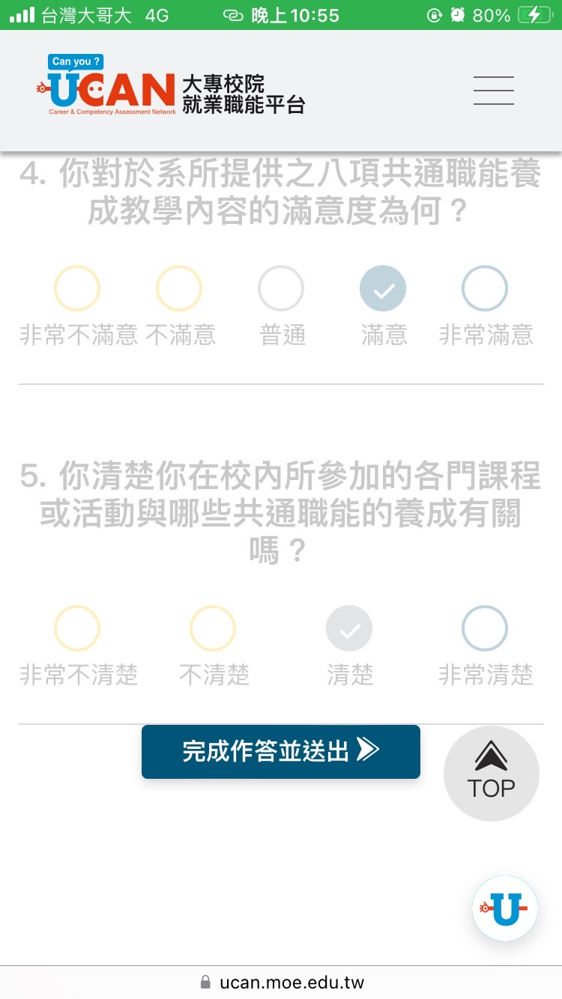 台灣大哥大 4G 晚上10:55 80%
Can you ?
UCAN
Career & Competency Assessment Network
大專校院
就業職能平台
4. 你對於系所提供之八項共通職能養
成教學內容的滿意度為何？
非常不滿意 不滿意 普通 滿意 非常滿意
5. 你清楚你在校內所參加的各門課程
或活動與哪些共通職能的養成有關
嗎？
非常不清楚 不清楚 清楚 非常清楚
完成作答並送出
TOP
U
ucan.moe.edu.tw